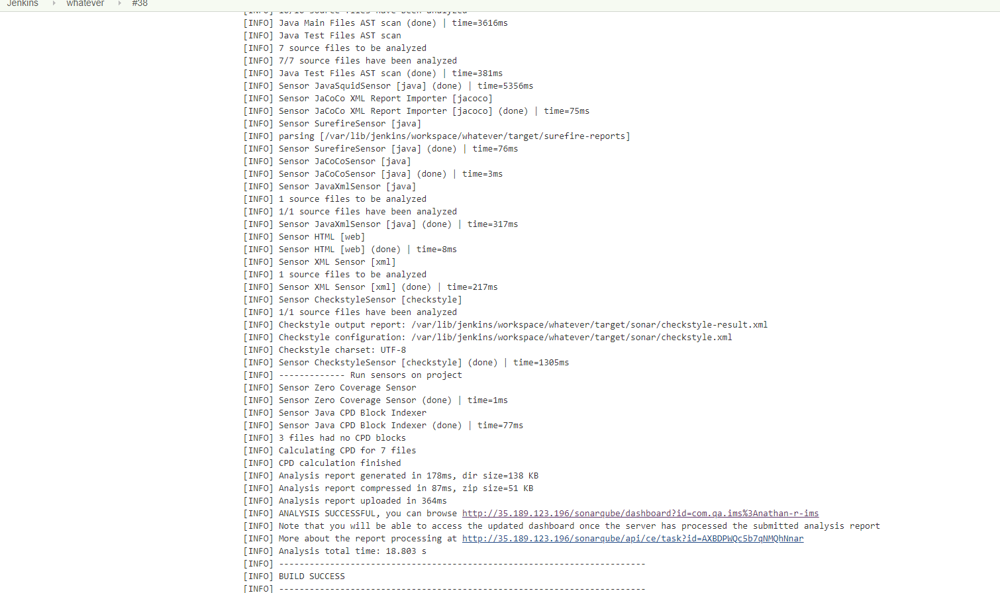 Jenkins whatever #38
[INFO] 10/10 source files have been analyzed
[INFO] Java Main Files AST scan (done) | time=3616ms
[INFO] Java Test Files AST scan
[INFO] 7 source files to be analyzed
[INFO] 7/7 source files have been analyzed
[INFO] Java Test Files AST scan (done) | time=381ms
[INFO] Sensor JavaSquidSensor [java] (done) | time=5356ms
[INFO] Sensor JaCoCo XML Report Importer [jacoco]
[INFO] Sensor JaCoCo XML Report Importer [jacoco] (done) | time=75ms
[INFO] Sensor SurefireSensor [java]
[INFO] parsing [/var/lib/jenkins/workspace/whatever/target/surefire-reports]
[INFO] Sensor SurefireSensor [java] (done) | time=76ms
[INFO] Sensor JaCoCoSensor [java]
[INFO] Sensor JaCoCoSensor [java] (done) | time=3ms
[INFO] Sensor JavaXmlSensor [java]
[INFO] 1 source files to be analyzed
[INFO] 1/1 source files have been analyzed
[INFO] Sensor JavaXmlSensor [java] (done) | time=317ms
[INFO] Sensor HTML [web]
[INFO] Sensor HTML [web] (done) | time=8ms
[INFO] Sensor XML Sensor [xml]
[INFO] 1 source files to be analyzed
[INFO] Sensor XML Sensor [xml] (done) | time=217ms
[INFO] Sensor CheckstyleSensor [checkstyle]
[INFO] 1/1 source files have been analyzed
[INFO] Checkstyle output report: /var/lib/jenkins/workspace/whatever/target/sonar/checkstyle-result.xml
[INFO] Checkstyle configuration: /var/lib/jenkins/workspace/whatever/target/sonar/checkstyle.xml
[INFO] Checkstyle charset: UTF-8
[INFO] Sensor CheckstyleSensor [checkstyle] (done) | time=1305ms
[INFO] ------------- Run sensors on project
[INFO] Sensor Zero Coverage Sensor
[INFO] Sensor Zero Coverage Sensor (done) | time=1ms
[INFO] Sensor Java CPD Block Indexer
[INFO] Sensor Java CPD Block Indexer (done) | time=77ms
[INFO] 3 files had no CPD blocks
[INFO] Calculating CPD for 7 files
[INFO] CPD calculation finished
[INFO] Analysis report generated in 178ms, dir size=138 KB
[INFO] Analysis report compressed in 87ms, zip size=51 KB
[INFO] Analysis report uploaded in 364ms
[INFO] ANALYSIS SUCCESSFUL, you can browse http://35.189.123.196/sonarqube/dashboard?id=com.qa.ims%3Anathan-r-ims
[INFO] Note that you will be able to access the updated dashboard once the server has processed the submitted analysis report
[INFO] More about the report processing at http://35.189.123.196/sonarqube/api/ce/task?id=AXBDPWQc5b7qNMQhNnar
[INFO] Analysis total time: 18.803 s
[INFO] ------------------------------------------------------------------------
[INFO] BUILD SUCCESS
[INFO] ------------------------------------------------------------------------